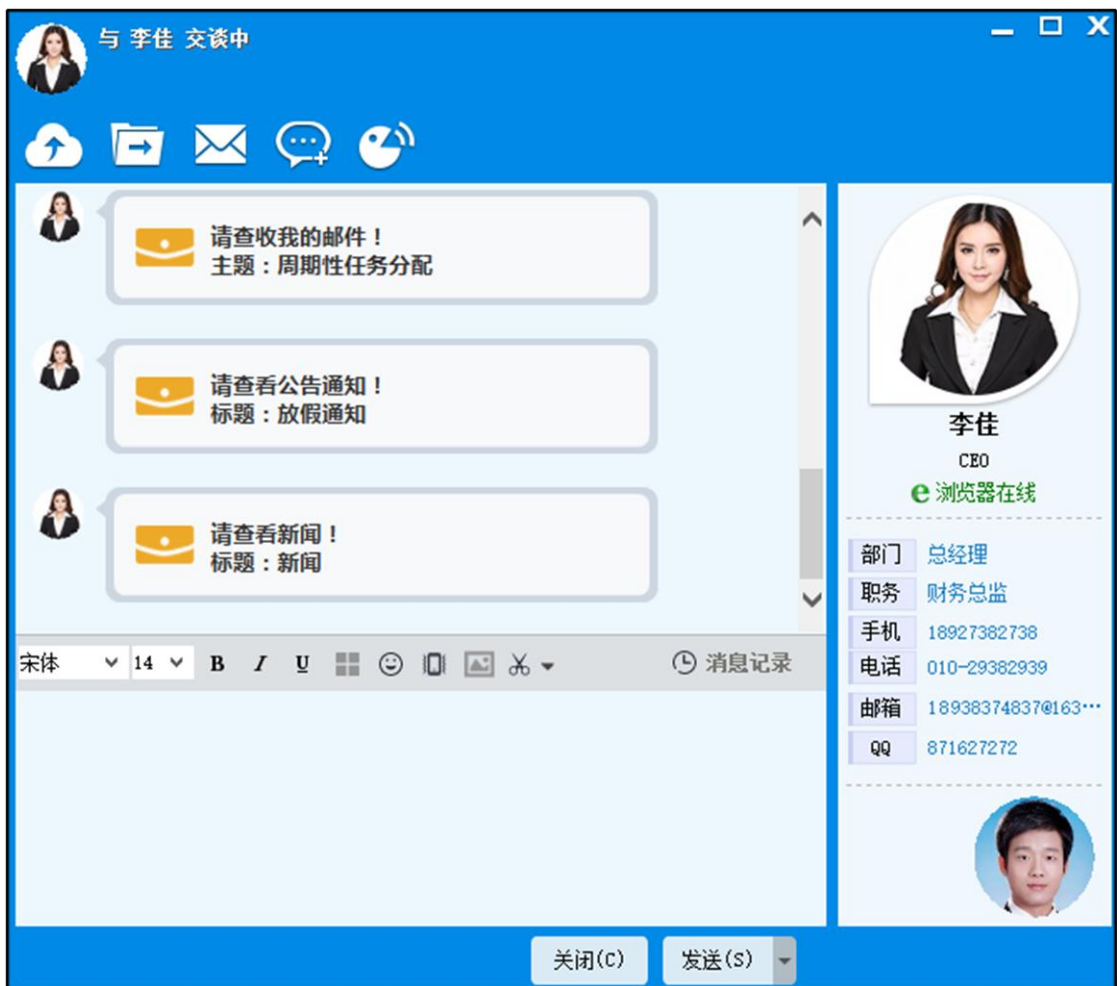 与 李佳 交谈中
请查收我的邮件！
主题：周期性任务分配
请查看公告通知！
标题：放假通知
请查看新闻！
标题：新闻
宋体 14 B I U 消息记录
关闭(C) 发送(S)
李佳
CEO
浏览器在线
部门 总经理
职务 财务总监
手机 18927382738
电话 010-29382939
邮箱 18938374837@163…
QQ 871627272